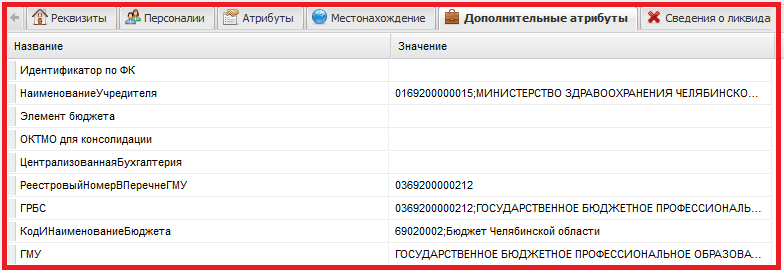 Реквизиты Персоналии Атрибуты Местонахождение Дополнительные атрибуты Сведения о ликвида
Название Значение
Идентификатор по ФК
НаименованиеУчредителя 0169200000015;МИНИСТЕРСТВО ЗДРАВООХРАНЕНИЯ ЧЕЛЯБИНСКО...
Элемент бюджета
ОКТМО для консолидации
ЦентрализованнаяБухгалтерия
РеестровыйНомерВПеречнеГМУ 0369200000212
ГРБС 0369200000212;ГОСУДАРСТВЕННОЕ БЮДЖЕТНОЕ ПРОФЕССИОНАЛЬ...
КодИНаименованиеБюджета 69020002;Бюджет Челябинской области
ГМУ ГОСУДАРСТВЕННОЕ БЮДЖЕТНОЕ ПРОФЕССИОНАЛЬНОЕ ОБРАЗОВА...